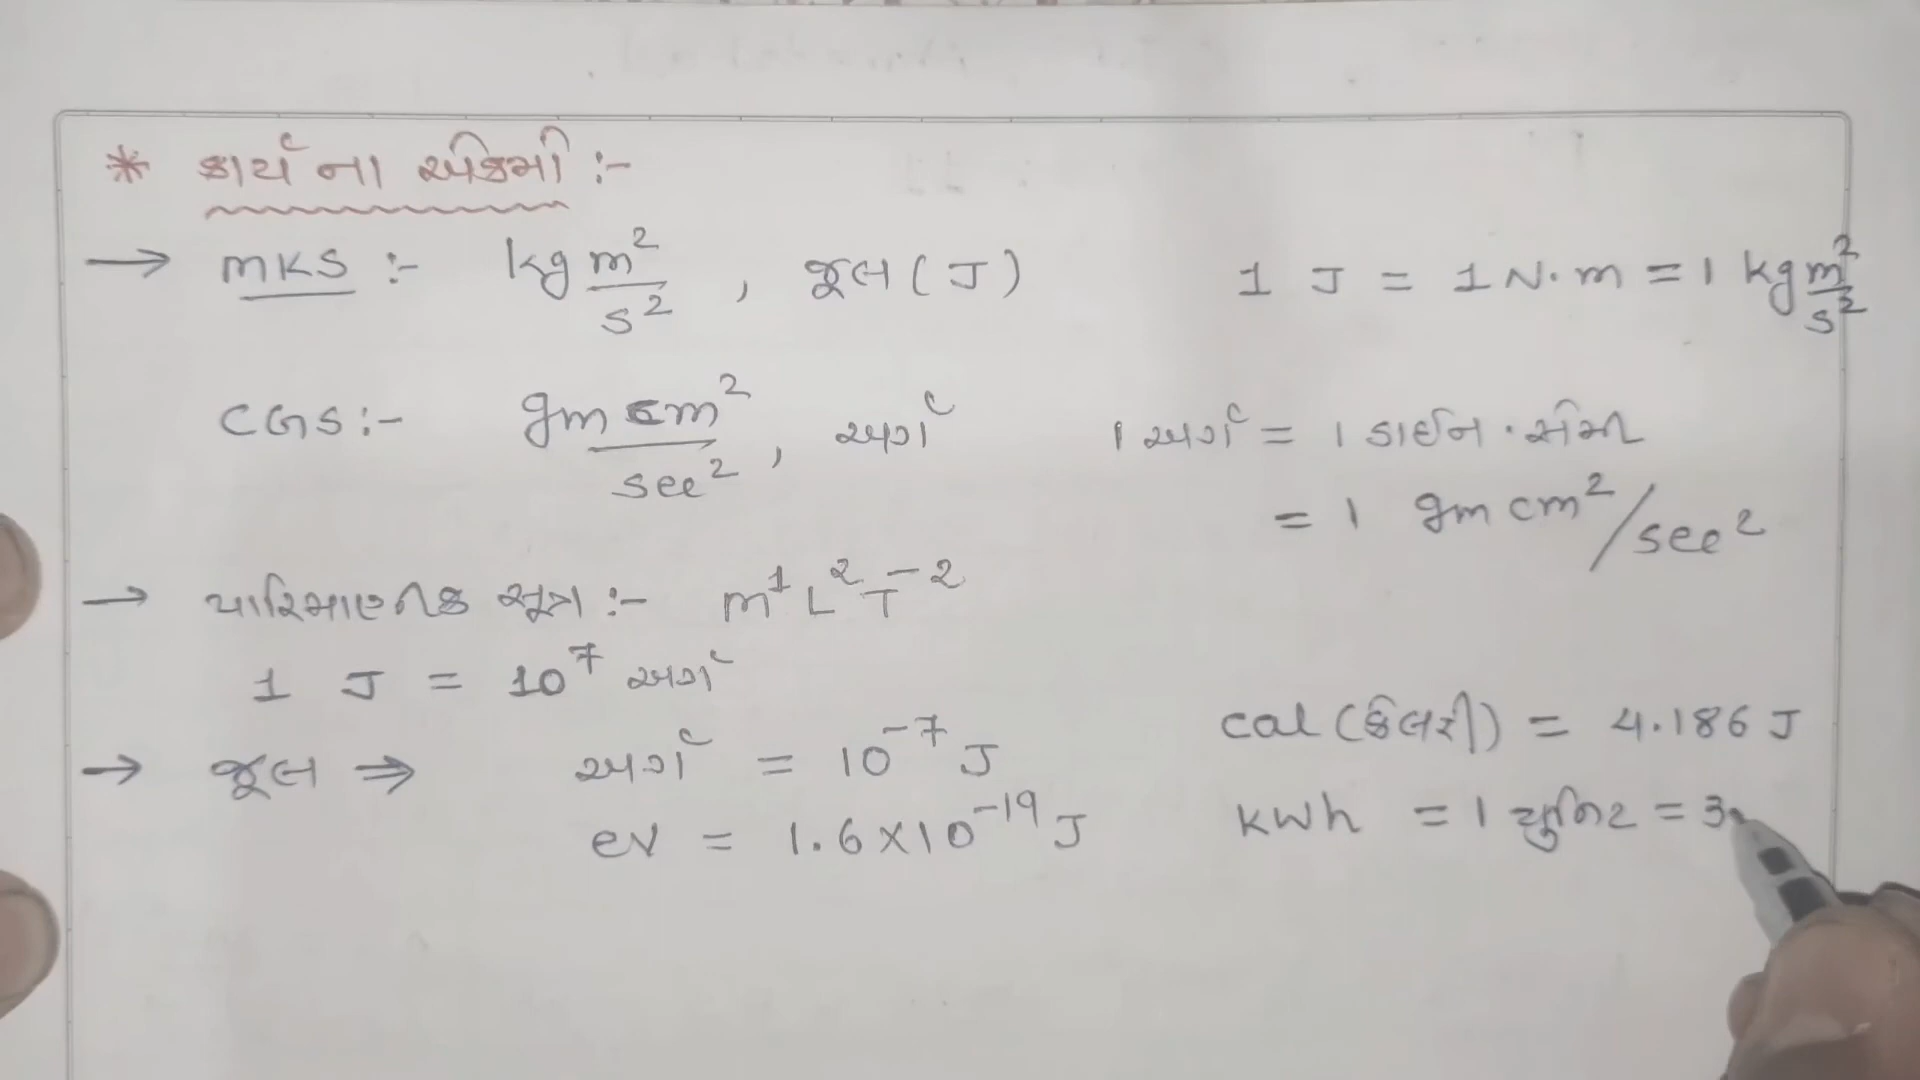 * કાર્ય ના એકમો :-
→ MKS :- kg m²/s² , જૂલ (J) 1 J = 1 N·m = 1 kg m²/s²
CGS :- gm cm²/sec² , અર્ગ 1 અર્ગ = 1 ડાઈન · સેમી
= 1 gm cm²/sec²
→ પારિમાણિક સૂત્ર :- M¹ L² T⁻²
1 J = 10⁷ અર્ગ
→ જૂલ ⇒ અર્ગ = 10⁻⁷ J cal (કેલરી) = 4.186 J
eV = 1.6 × 10⁻¹⁹ J kWh = 1 યુનિટ = 3